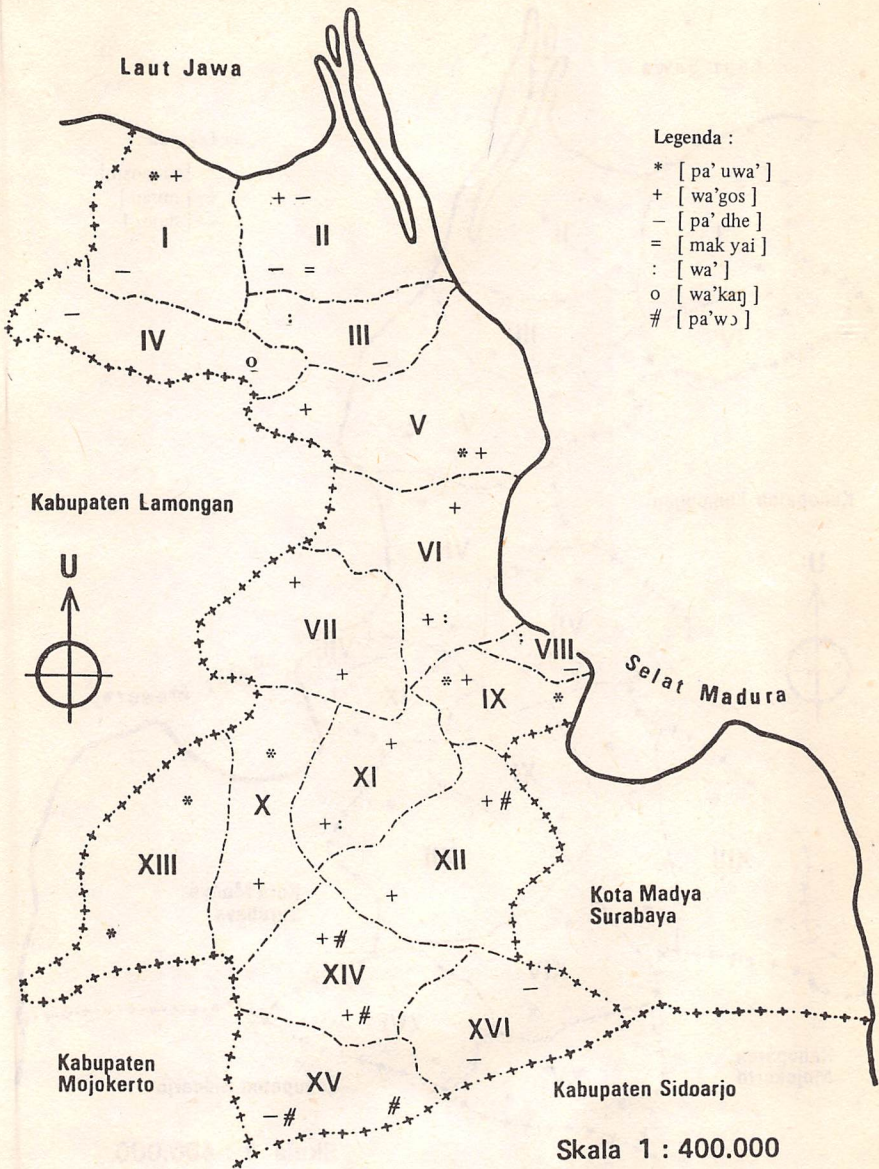 Laut Jawa
Legenda :
* [ pa' uwa' ]
+ [ wa'gos ]
– [ pa' dhe ]
= [ mak yai ]
: [ wa' ]
o [ wa'kaŋ ]
# [ pa'wɔ ]
* +
+ –
I
II
–
– =
–
:
IV
III
o
–
+
V
* +
Kabupaten Lamongan
+
VI
U
+
VII
+ :
:
VIII
–
Selat Madura
+
* +
IX
*
*
+
XI
*
X
+ #
+ :
XIII
XII
+
+
Kota Madya
Surabaya
*
+ #
XIV
–
+ #
XVI
Kabupaten
Mojokerto
–
XV
– #
#
Kabupaten Sidoarjo
Skala 1 : 400.000